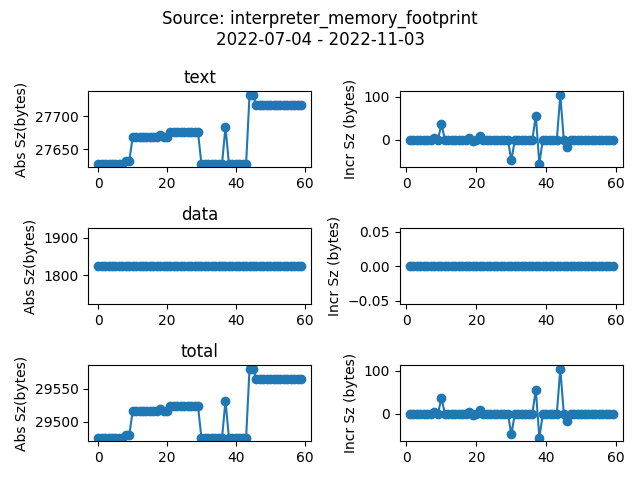 Source: interpreter_memory_footprint
2022-07-04 - 2022-11-03
text
Abs Sz(bytes)
27700
27650
0 20 40 60
Incr Sz (bytes)
100
0
0 20 40 60
data
Abs Sz(bytes)
1900
1800
0 20 40 60
Incr Sz (bytes)
0.05
0.00
−0.05
0 20 40 60
total
Abs Sz(bytes)
29550
29500
0 20 40 60
Incr Sz (bytes)
100
0
0 20 40 60